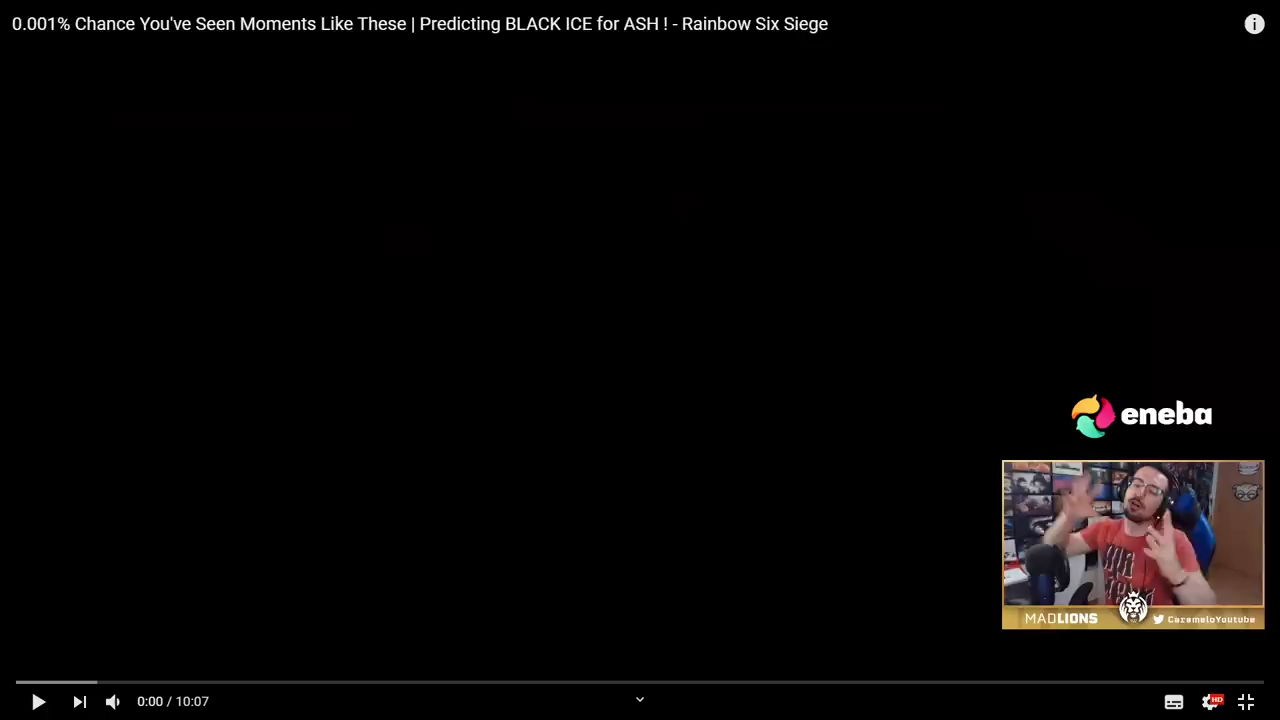 0.001% Chance You've Seen Moments Like These | Predicting BLACK ICE for ASH ! - Rainbow Six Siege
eneba
MADLIONS
CarameloYoutube
0:00 / 10:07
HD